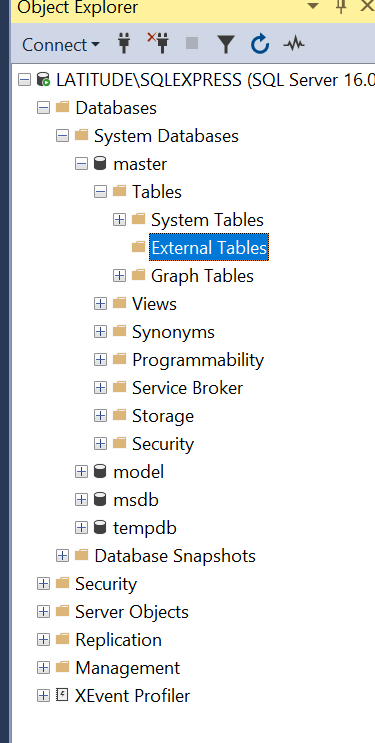 Object Explorer
Connect
LATITUDE\SQLEXPRESS (SQL Server 16.0
Databases
System Databases
master
Tables
System Tables
External Tables
Graph Tables
Views
Synonyms
Programmability
Service Broker
Storage
Security
model
msdb
tempdb
Database Snapshots
Security
Server Objects
Replication
Management
XEvent Profiler